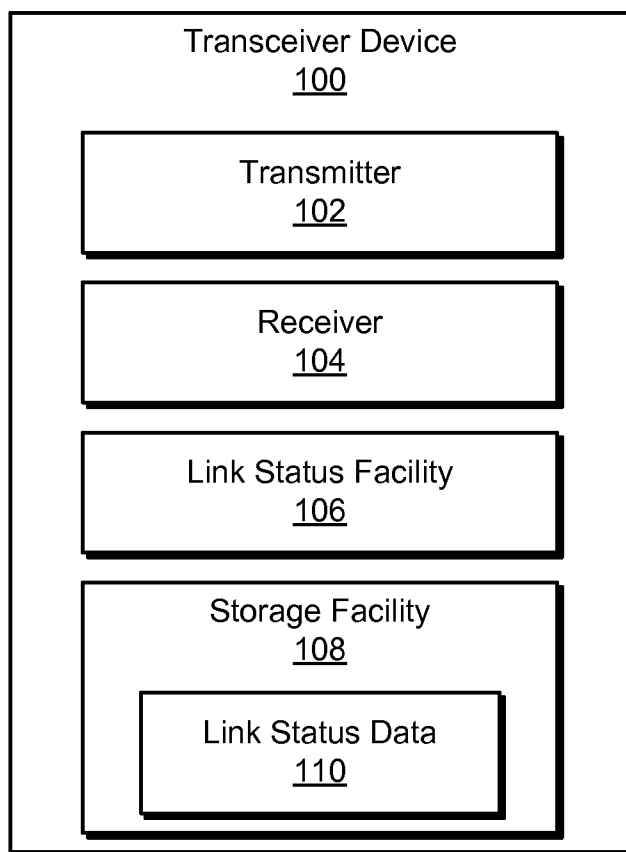 Transceiver Device
100
Transmitter
102
Receiver
104
Link Status Facility
106
Storage Facility
108
Link Status Data
110